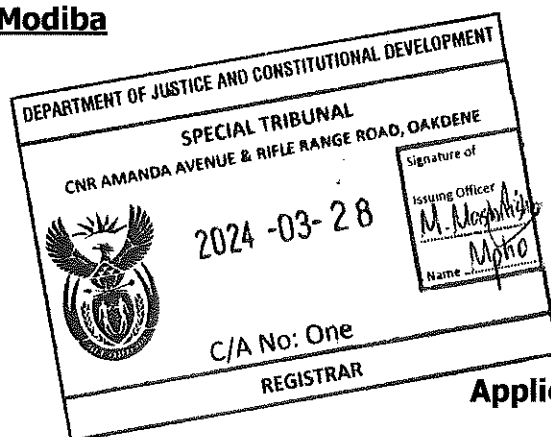 Modiba
DEPARTMENT OF JUSTICE AND CONSTITUTIONAL DEVELOPMENT
SPECIAL TRIBUNAL
CNR AMANDA AVENUE & RIFLE RANGE ROAD, OAKDENE
Signature of
Issuing Officer
M.
2024 -03- 28
Name Mpho
C/A No: One
REGISTRAR
Applic